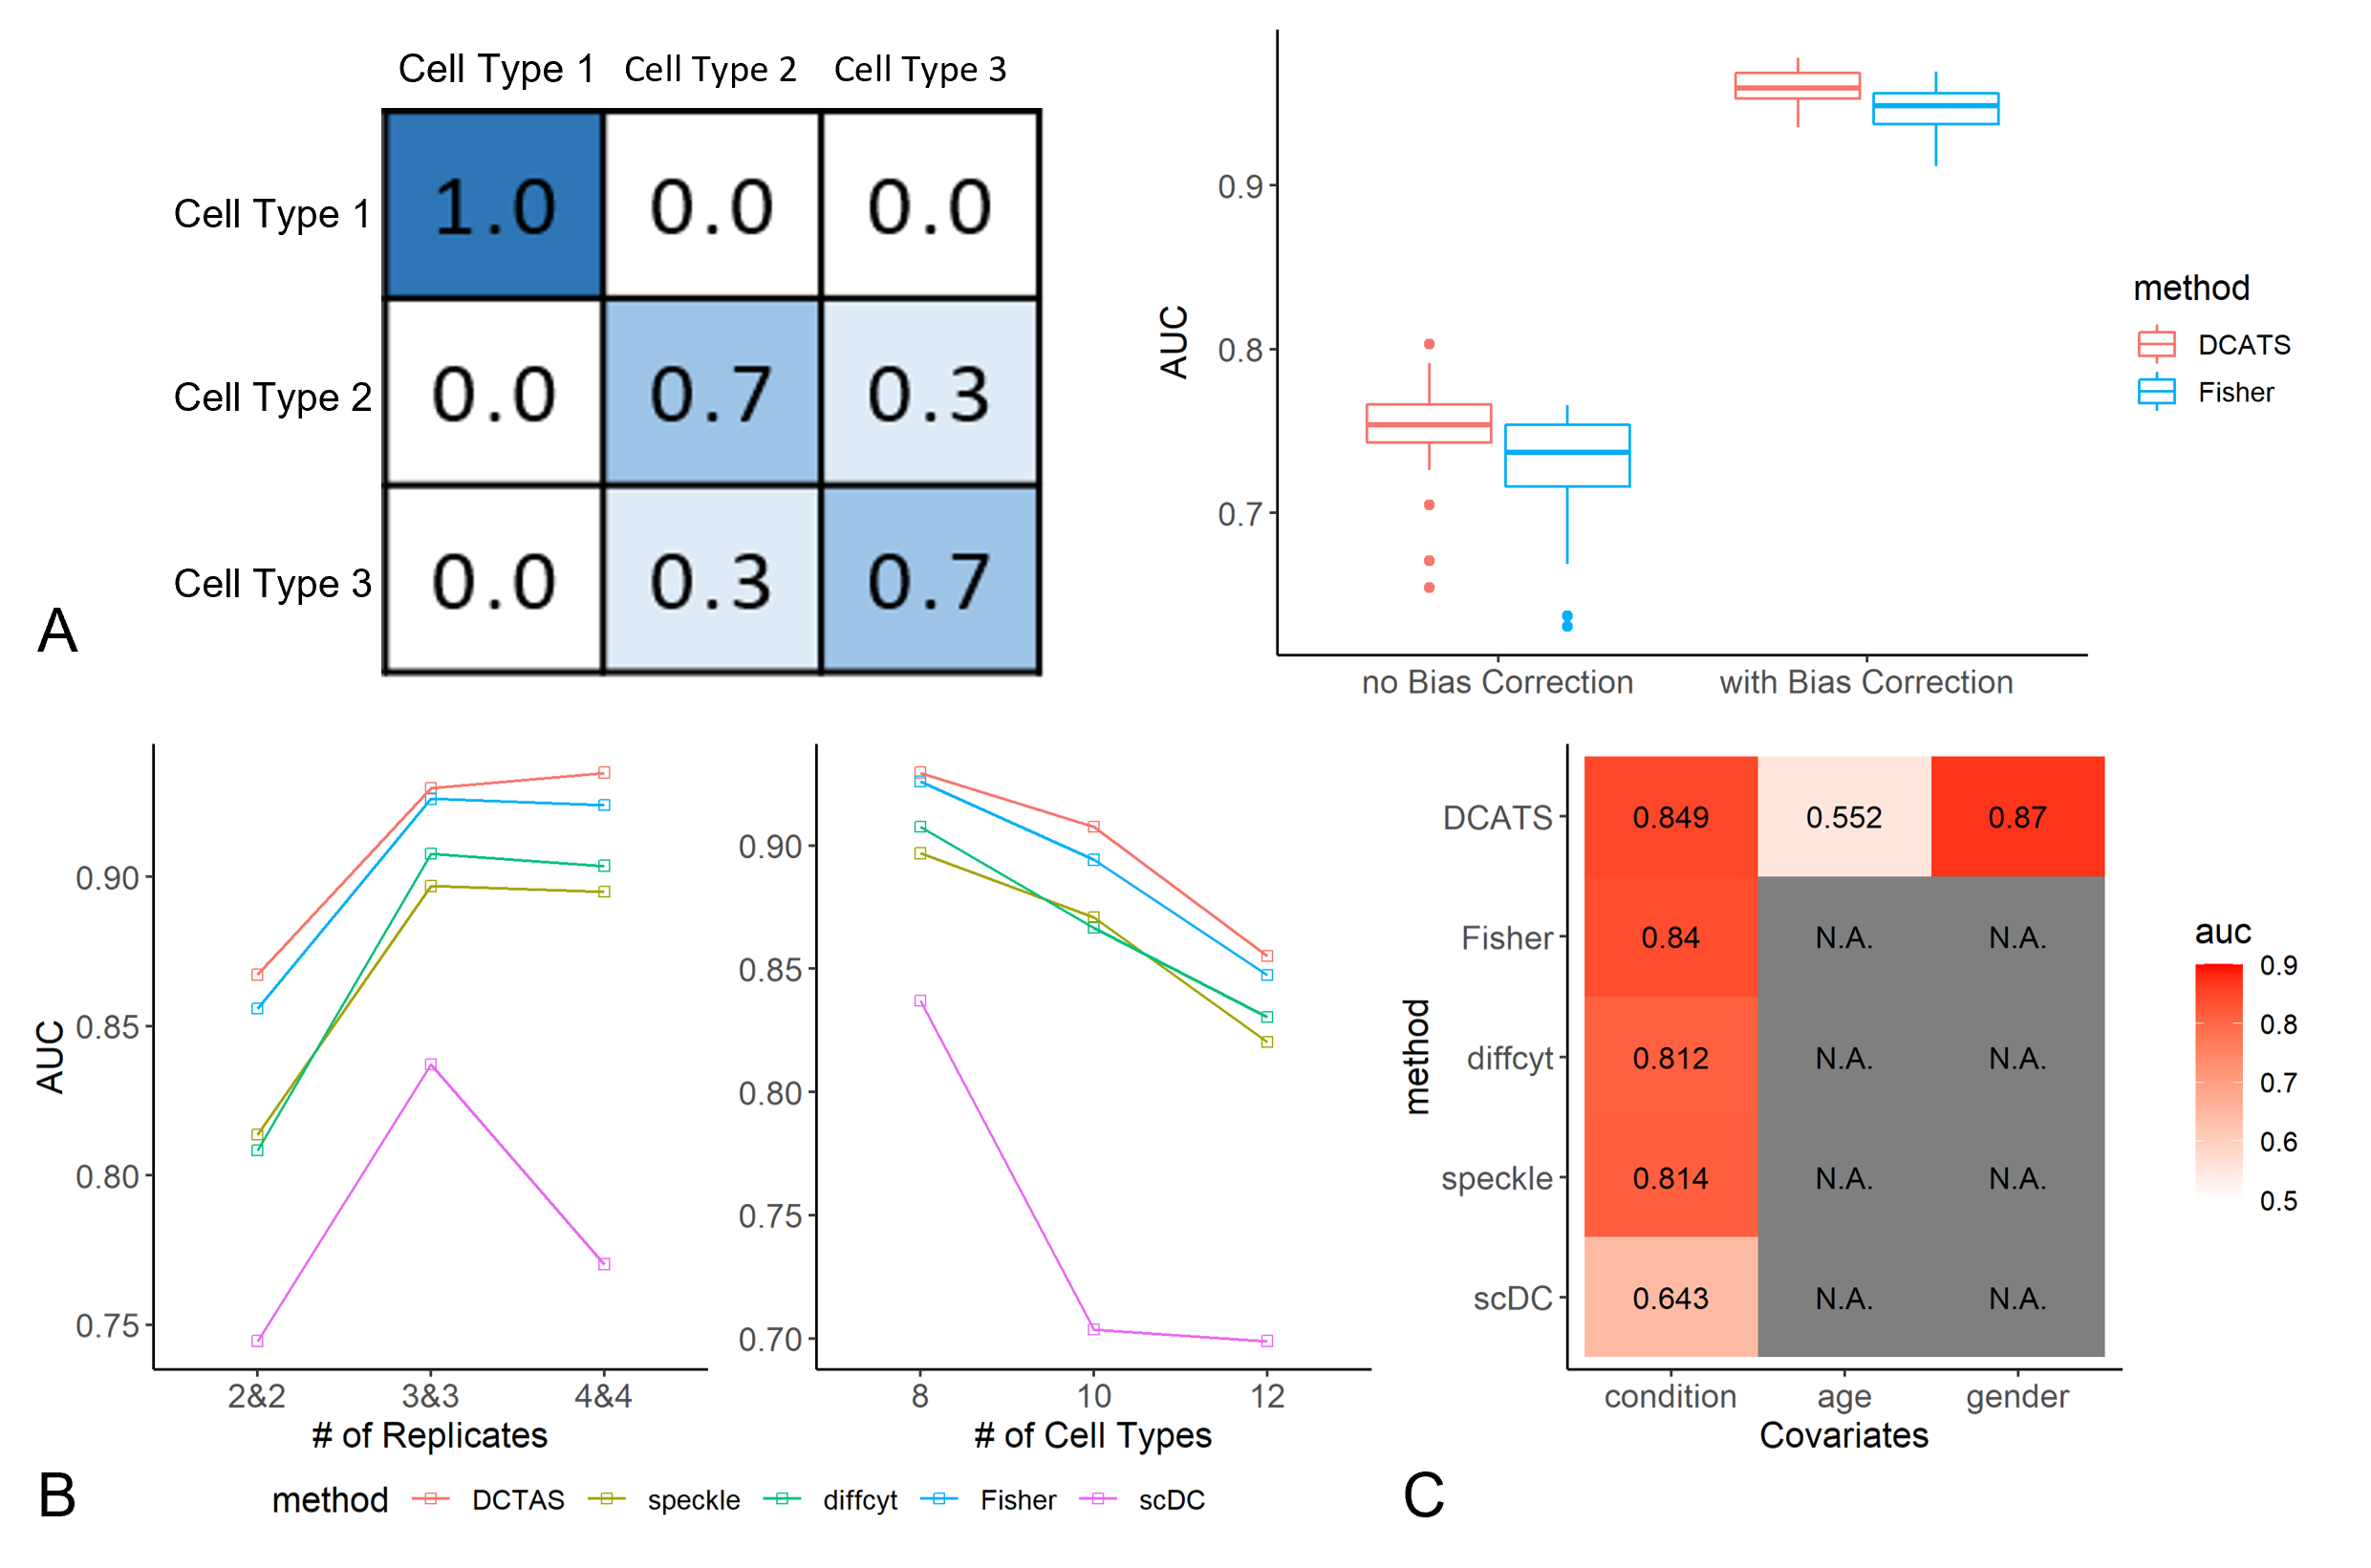 Cell Type 1 Cell Type 2 Cell Type 3
Cell Type 1 1.0 0.0 0.0
Cell Type 2 0.0 0.7 0.3
Cell Type 3 0.0 0.3 0.7
A
AUC
0.9
0.8
0.7
no Bias Correction with Bias Correction
method
DCATS
Fisher
AUC
0.90
0.85
0.80
0.75
2&2 3&3 4&4
# of Replicates
0.90
0.85
0.80
0.75
0.70
8 10 12
# of Cell Types
B
method DCTAS speckle diffcyt Fisher scDC
method
DCATS 0.849 0.552 0.87
Fisher 0.84 N.A. N.A.
diffcyt 0.812 N.A. N.A.
speckle 0.814 N.A. N.A.
scDC 0.643 N.A. N.A.
condition age gender
Covariates
C
auc
0.9
0.8
0.7
0.6
0.5